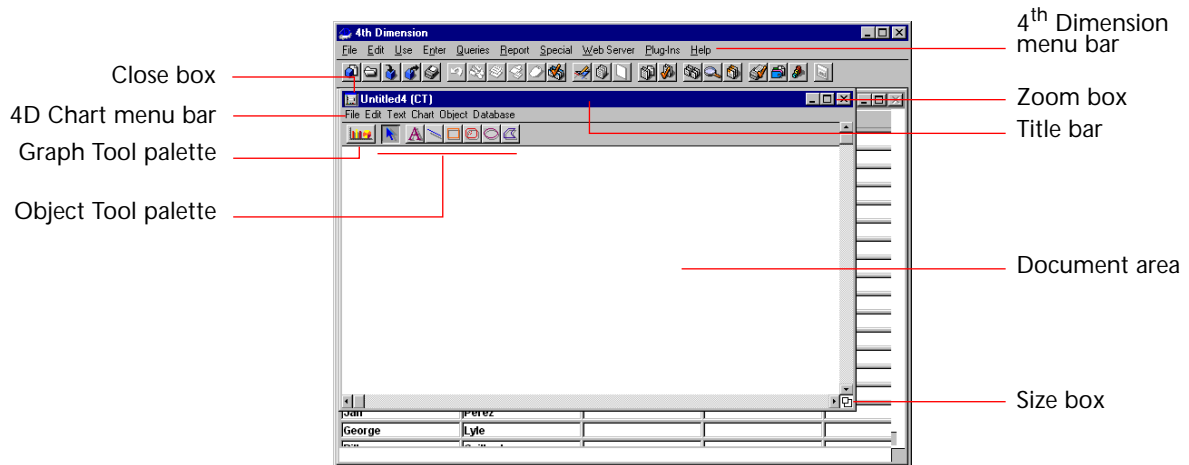 4th Dimension
menu bar
4th Dimension
File Edit Use Enter Queries Report Special Web Server Plug-Ins Help
Close box
Untitled4 (CT)
Zoom box
4D Chart menu bar
File Edit Text Chart Object Database
Title bar
Graph Tool palette
A
Object Tool palette
Document area
Size box
Jan Perez
George Lyle